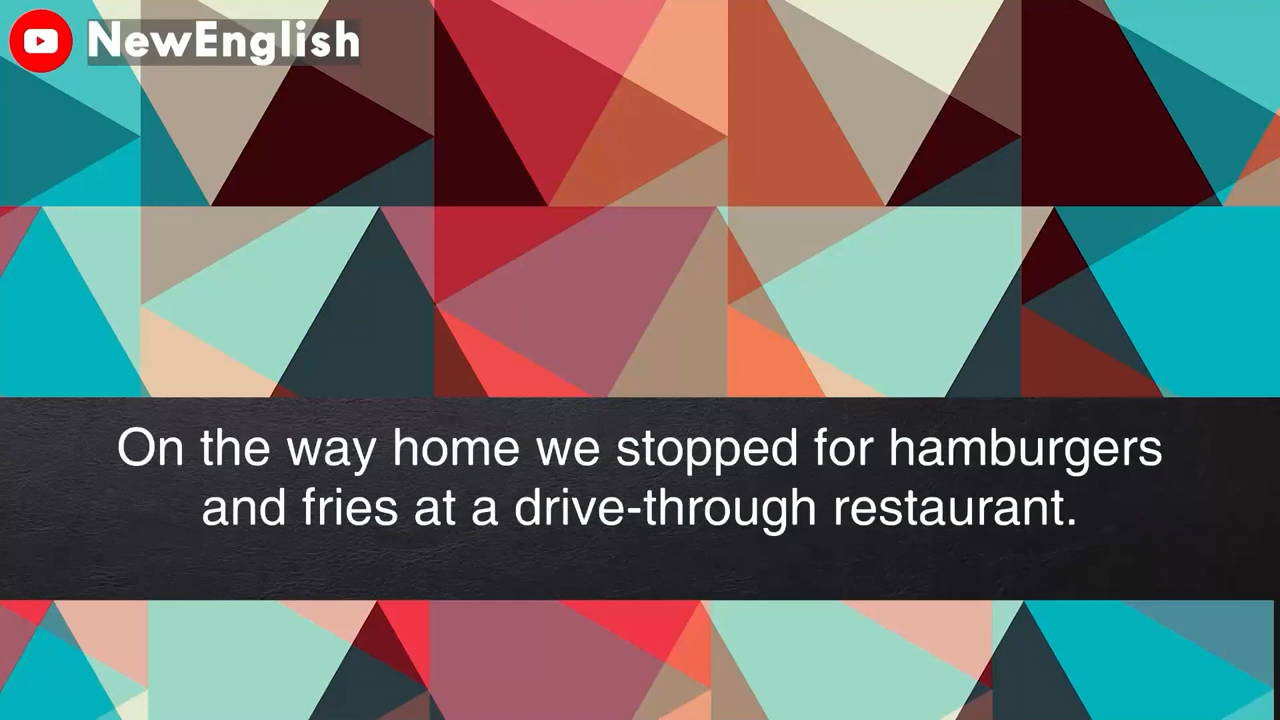 NewEnglish
On the way home we stopped for hamburgers
and fries at a drive-through restaurant.